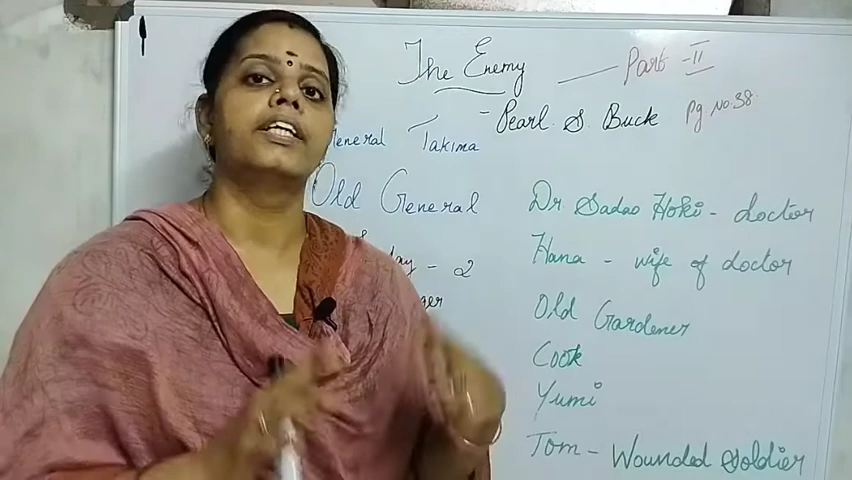 The Enemy
— Part - II
- Pearl S. Buck
Pg No. 38.
General Takima
Old General
- 2
Dr Sadao Hoki - doctor
Hana - wife of doctor
Old Gardener
Cook
Yumi
Tom - Wounded Soldier